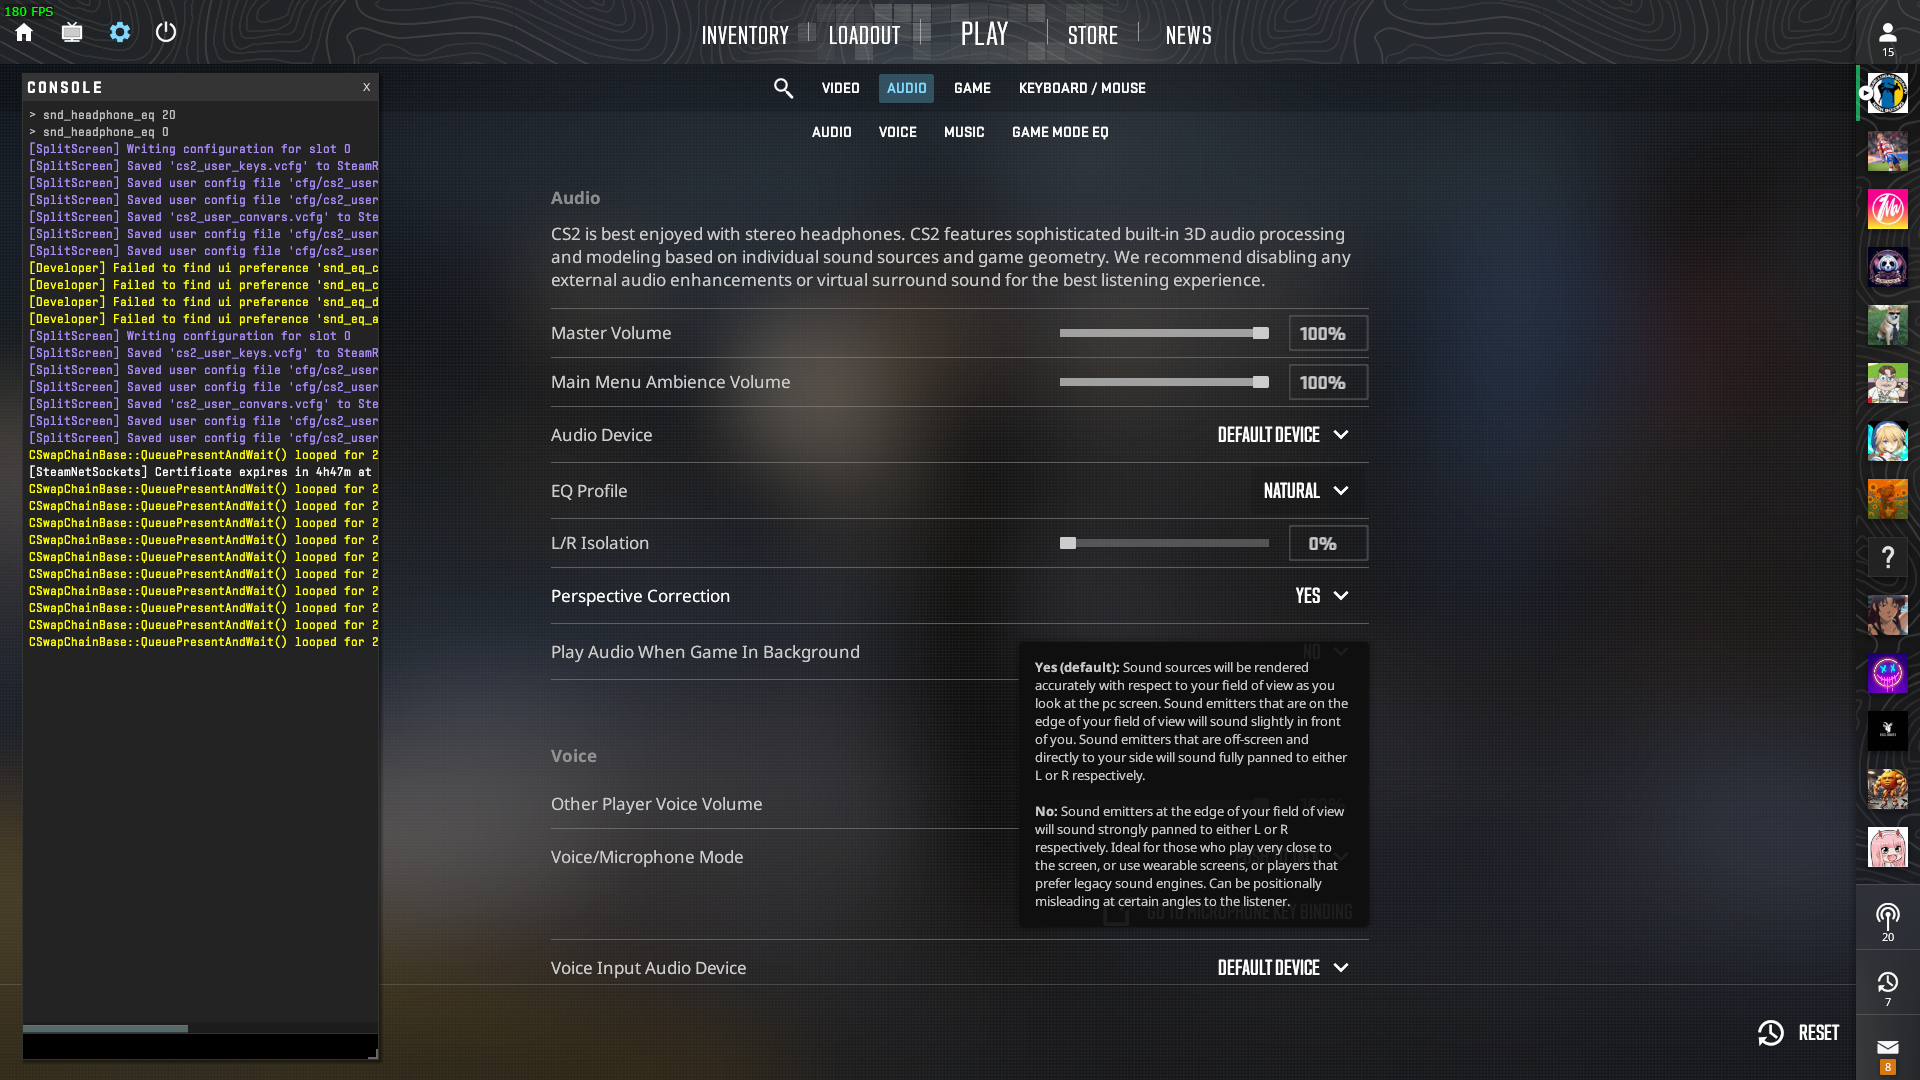 180 FPS
INVENTORY
LOADOUT
PLAY
STORE
NEWS
15
CONSOLE
X
> snd_headphone_eq 20
> snd_headphone_eq 0
[SplitScreen] Writing configuration for slot 0
[SplitScreen] Saved 'cs2_user_keys.vcfg' to SteamR
[SplitScreen] Saved user config file 'cfg/cs2_user
[SplitScreen] Saved user config file 'cfg/cs2_user
[SplitScreen] Saved 'cs2_user_convars.vcfg' to Ste
[SplitScreen] Saved user config file 'cfg/cs2_user
[SplitScreen] Saved user config file 'cfg/cs2_user
[Developer] Failed to find ui preference 'snd_eq_c
[Developer] Failed to find ui preference 'snd_eq_c
[Developer] Failed to find ui preference 'snd_eq_d
[Developer] Failed to find ui preference 'snd_eq_a
[SplitScreen] Writing configuration for slot 0
[SplitScreen] Saved 'cs2_user_keys.vcfg' to SteamR
[SplitScreen] Saved user config file 'cfg/cs2_user
[SplitScreen] Saved user config file 'cfg/cs2_user
[SplitScreen] Saved 'cs2_user_convars.vcfg' to Ste
[SplitScreen] Saved user config file 'cfg/cs2_user
[SplitScreen] Saved user config file 'cfg/cs2_user
CSwapChainBase::QueuePresentAndWait() looped for 2
[SteamNetSockets] Certificate expires in 4h47m at
CSwapChainBase::QueuePresentAndWait() looped for 2
CSwapChainBase::QueuePresentAndWait() looped for 2
CSwapChainBase::QueuePresentAndWait() looped for 2
CSwapChainBase::QueuePresentAndWait() looped for 2
CSwapChainBase::QueuePresentAndWait() looped for 2
CSwapChainBase::QueuePresentAndWait() looped for 2
CSwapChainBase::QueuePresentAndWait() looped for 2
CSwapChainBase::QueuePresentAndWait() looped for 2
CSwapChainBase::QueuePresentAndWait() looped for 2
CSwapChainBase::QueuePresentAndWait() looped for 2
VIDEO
AUDIO
GAME
KEYBOARD / MOUSE
AUDIO
VOICE
MUSIC
GAME MODE EQ
Audio
CS2 is best enjoyed with stereo headphones. CS2 features sophisticated built-in 3D audio processing
and modeling based on individual sound sources and game geometry. We recommend disabling any
external audio enhancements or virtual surround sound for the best listening experience.
Master Volume
100%
Main Menu Ambience Volume
100%
Audio Device
DEFAULT DEVICE
EQ Profile
NATURAL
L/R Isolation
0%
Perspective Correction
YES
Play Audio When Game In Background
NO
Yes (default): Sound sources will be rendered
accurately with respect to your field of view as you
look at the pc screen. Sound emitters that are on the
edge of your field of view will sound slightly in front
of you. Sound emitters that are off-screen and
directly to your side will sound fully panned to either
L or R respectively.
No: Sound emitters at the edge of your field of view
will sound strongly panned to either L or R
respectively. Ideal for those who play very close to
the screen, or use wearable screens, or players that
prefer legacy sound engines. Can be positionally
misleading at certain angles to the listener.
Voice
Other Player Voice Volume
Voice/Microphone Mode
GO TO MICROPHONE KEY BINDING
Voice Input Audio Device
DEFAULT DEVICE
RESET
?
20
7
8